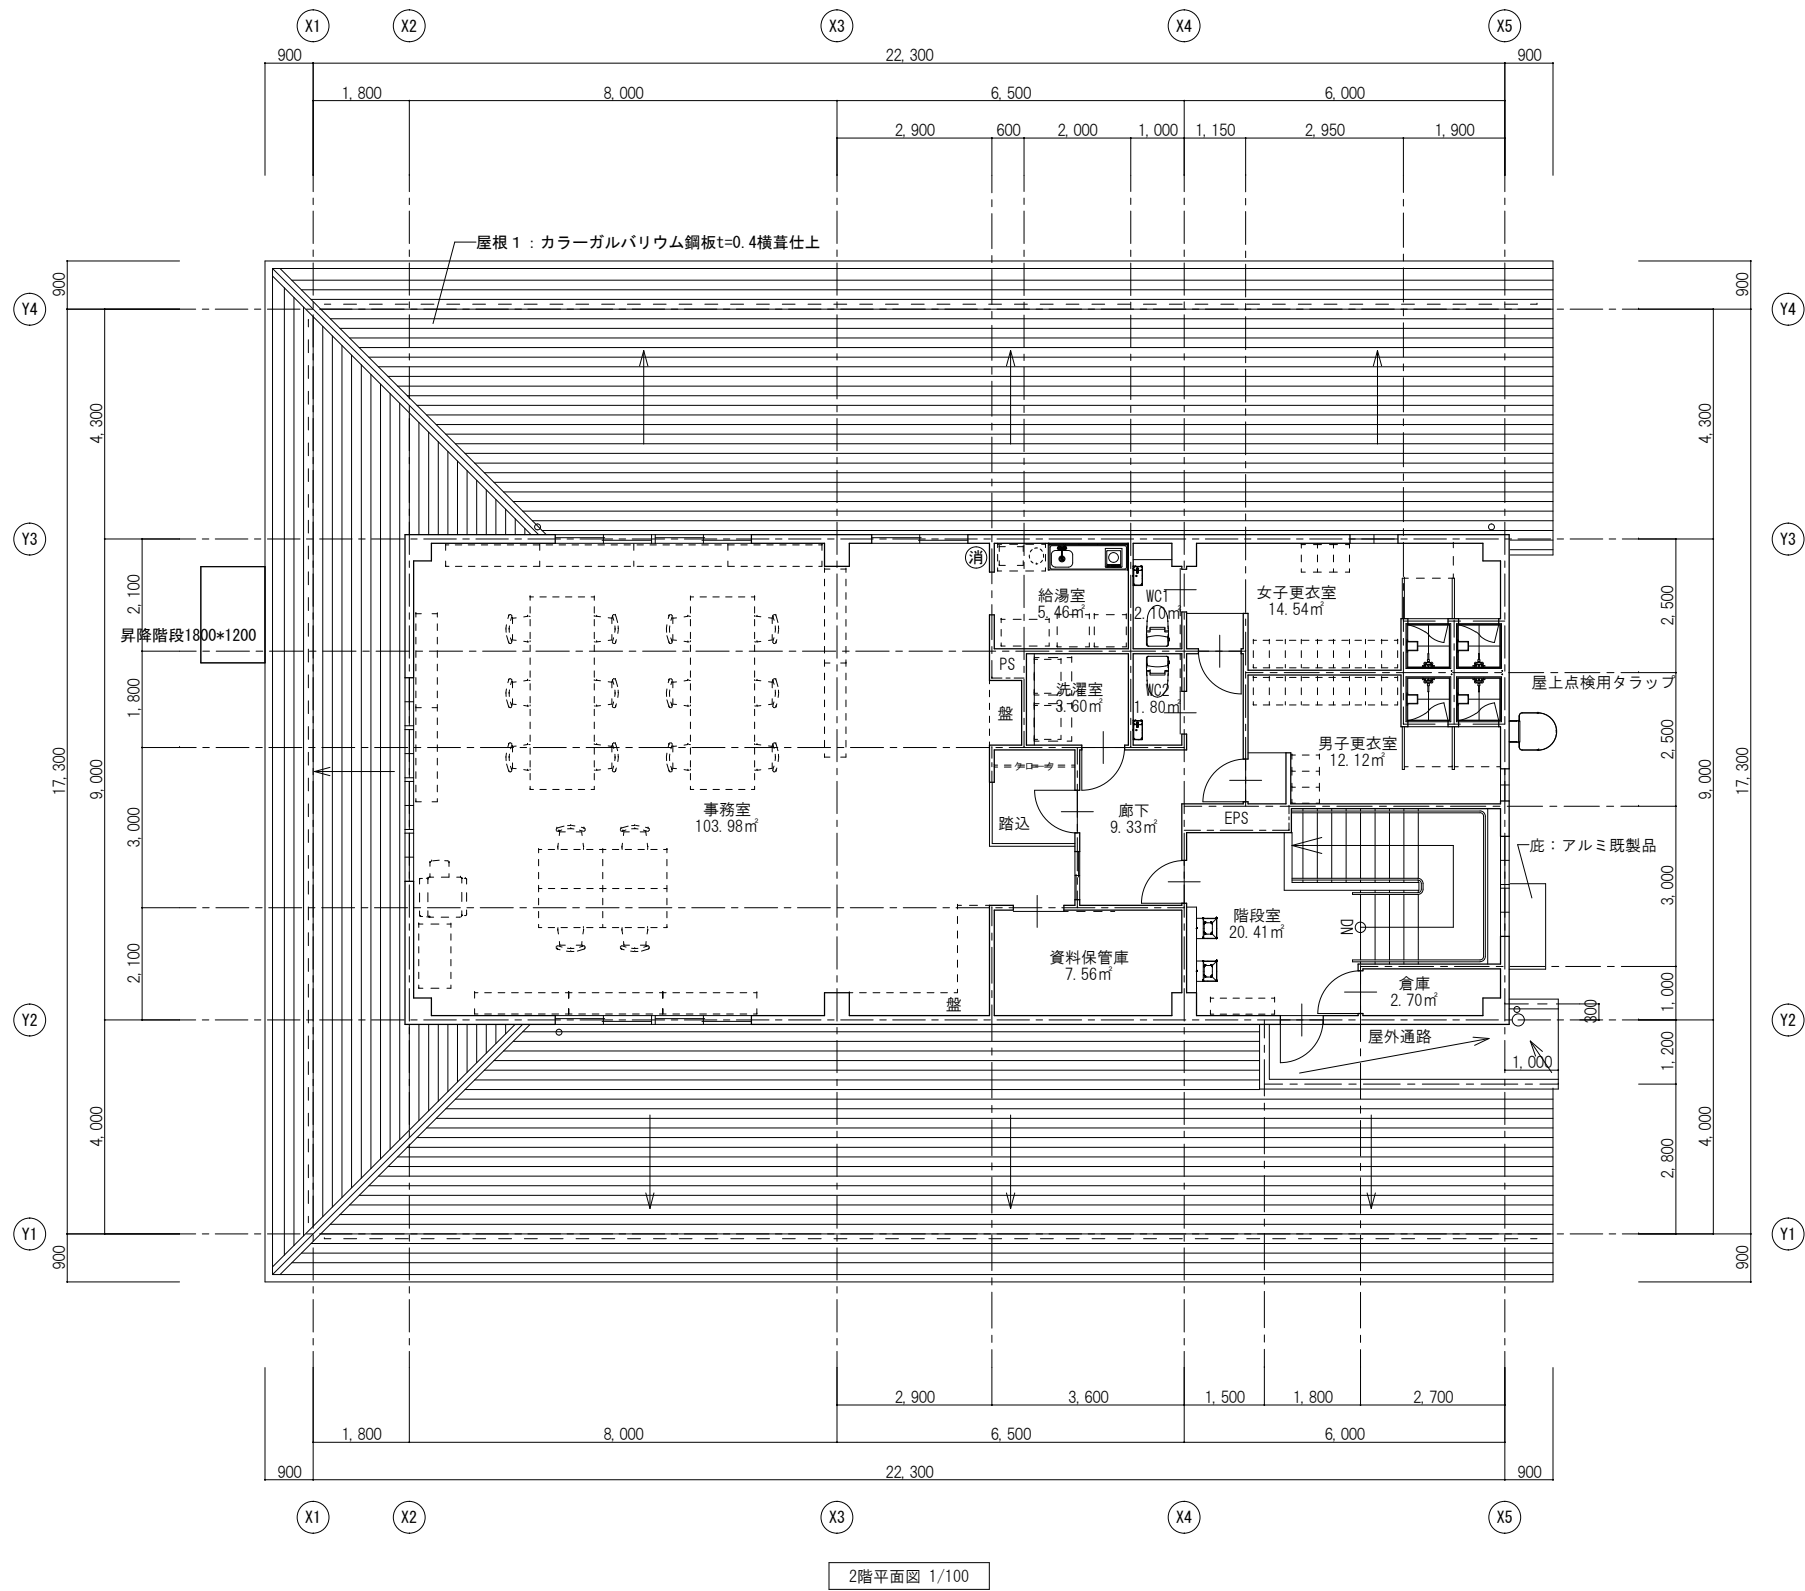 X1 X2 X3 X4 X5
900 22,300 900
1,800 8,000 6,500 6,000
2,900 600 2,000 1,000 1,150 2,950 1,900
屋根1：カラーガルバリウム鋼板t=0.4横葺仕上
900 900
Y4 Y4
4,300 4,300
Y3 Y3
消
給湯室
5.46㎡
WC1
2.10㎡
女子更衣室
14.54㎡
2,100 2,500
昇降階段1800*1200
PS
洗濯室
3.60㎡
WC2
1.80㎡
屋上点検用タラップ
1,800
盤
男子更衣室
12.12㎡
2,500
クローク
17,300 9,000 9,000 17,300
事務室
103.98㎡
踏込
廊下
9.33㎡
EPS
3,000
庇：アルミ既製品
3,000
階段室
20.41㎡
DN
資料保管庫
7.56㎡
2,100
倉庫
2.70㎡
1,000
盤
300
Y2 Y2
屋外通路
1,000
1,200
4,000 4,000
2,800
Y1 Y1
900 900
2,900 3,600 1,500 1,800 2,700
1,800 8,000 6,500 6,000
900 22,300 900
X1 X2 X3 X4 X5
2階平面図 1/100